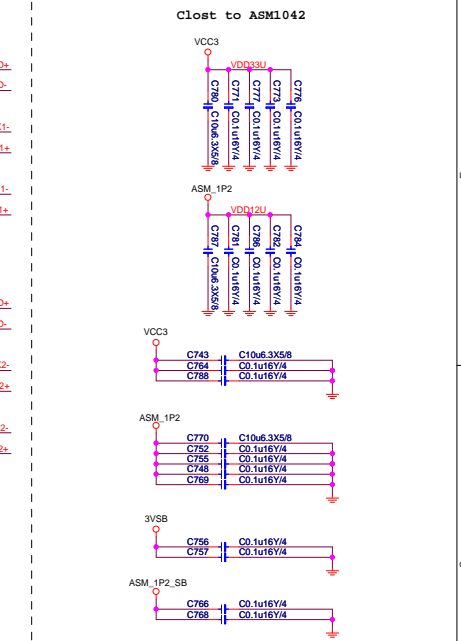 Clost to ASM1042
VCC3
VDD33U
C780 C10u6.3X5/8
C771 C0.1u16Y/4
C777 C0.1u16Y/4
C773 C0.1u16Y/4
C776 C0.1u16Y/4
ASM_1P2
VDD12U
C787 C10u6.3X5/8
C781 C0.1u16Y/4
C786 C0.1u16Y/4
C782 C0.1u16Y/4
C784 C0.1u16Y/4
VCC3
C743 C10u6.3X5/8
C764 C0.1u16Y/4
C788 C0.1u16Y/4
ASM_1P2
C770 C10u6.3X5/8
C752 C0.1u16Y/4
C755 C0.1u16Y/4
C748 C0.1u16Y/4
C769 C0.1u16Y/4
3VSB
C756 C0.1u16Y/4
C757 C0.1u16Y/4
ASM_1P2_SB
C766 C0.1u16Y/4
C768 C0.1u16Y/4